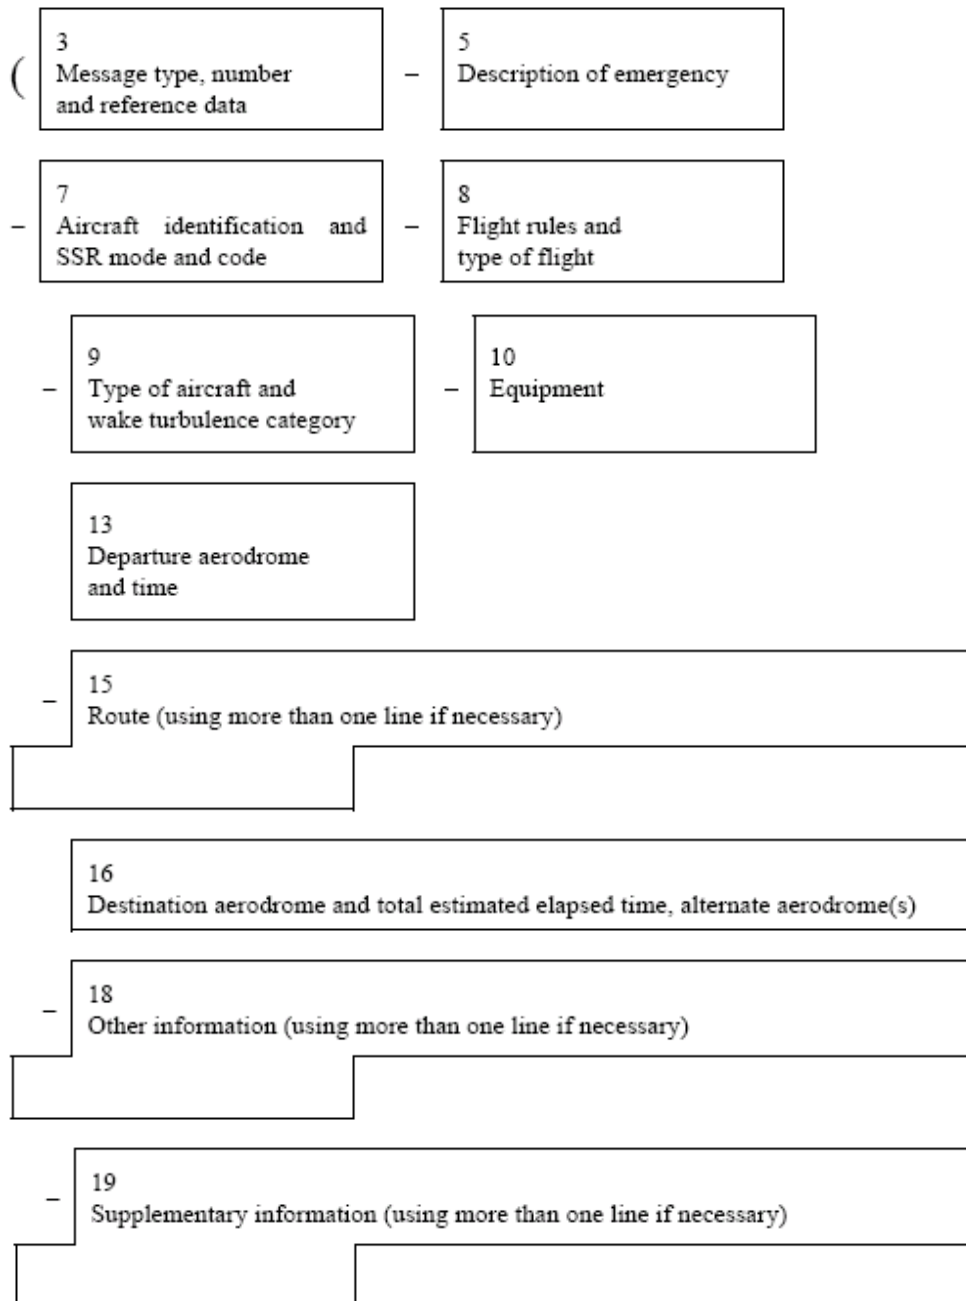 ( 3 – 5
Message type, number
and reference data
Description of emergency
– 7
Aircraft identification and
SSR mode and code
– 8
Flight rules and
type of flight
– 9
Type of aircraft and
wake turbulence category
– 10
Equipment
13
Departure aerodrome
and time
– 15
Route (using more than one line if necessary)
16
Destination aerodrome and total estimated elapsed time, alternate aerodrome(s)
– 18
Other information (using more than one line if necessary)
– 19
Supplementary information (using more than one line if necessary)